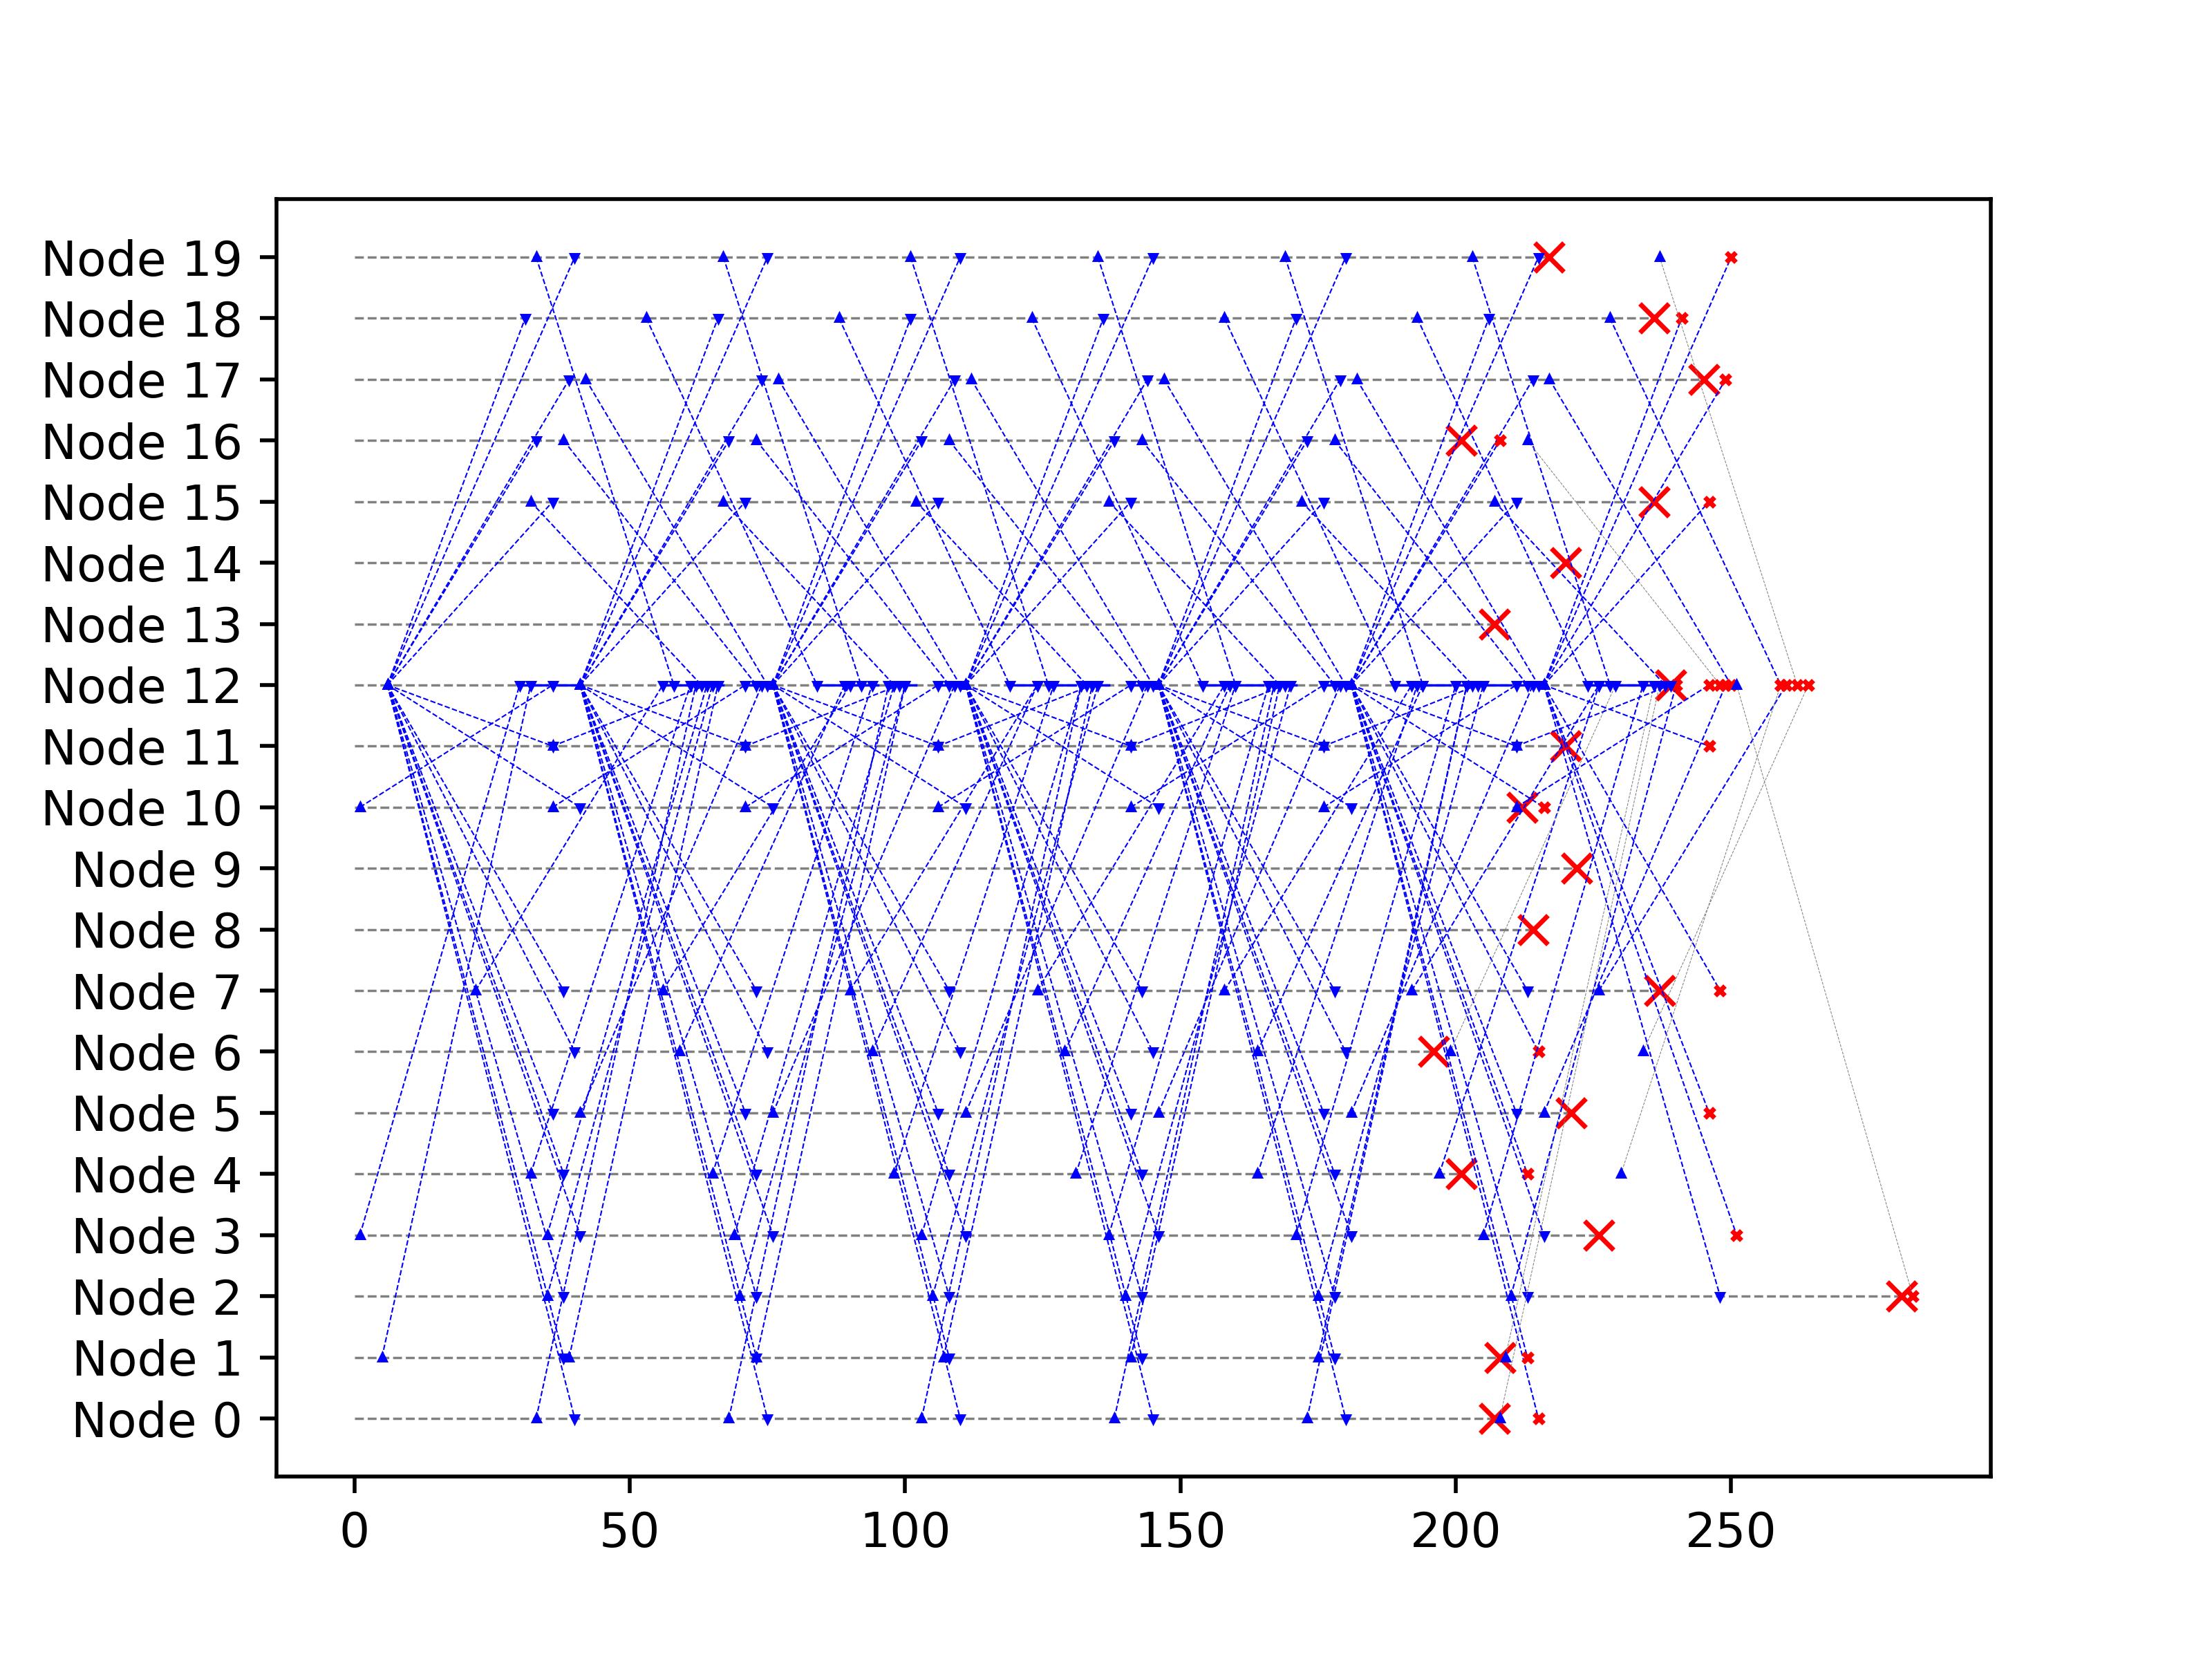 Node 19
Node 18
Node 17
Node 16
Node 15
Node 14
Node 13
Node 12
Node 11
Node 10
Node 9
Node 8
Node 7
Node 6
Node 5
Node 4
Node 3
Node 2
Node 1
Node 0
0 50 100 150 200 250